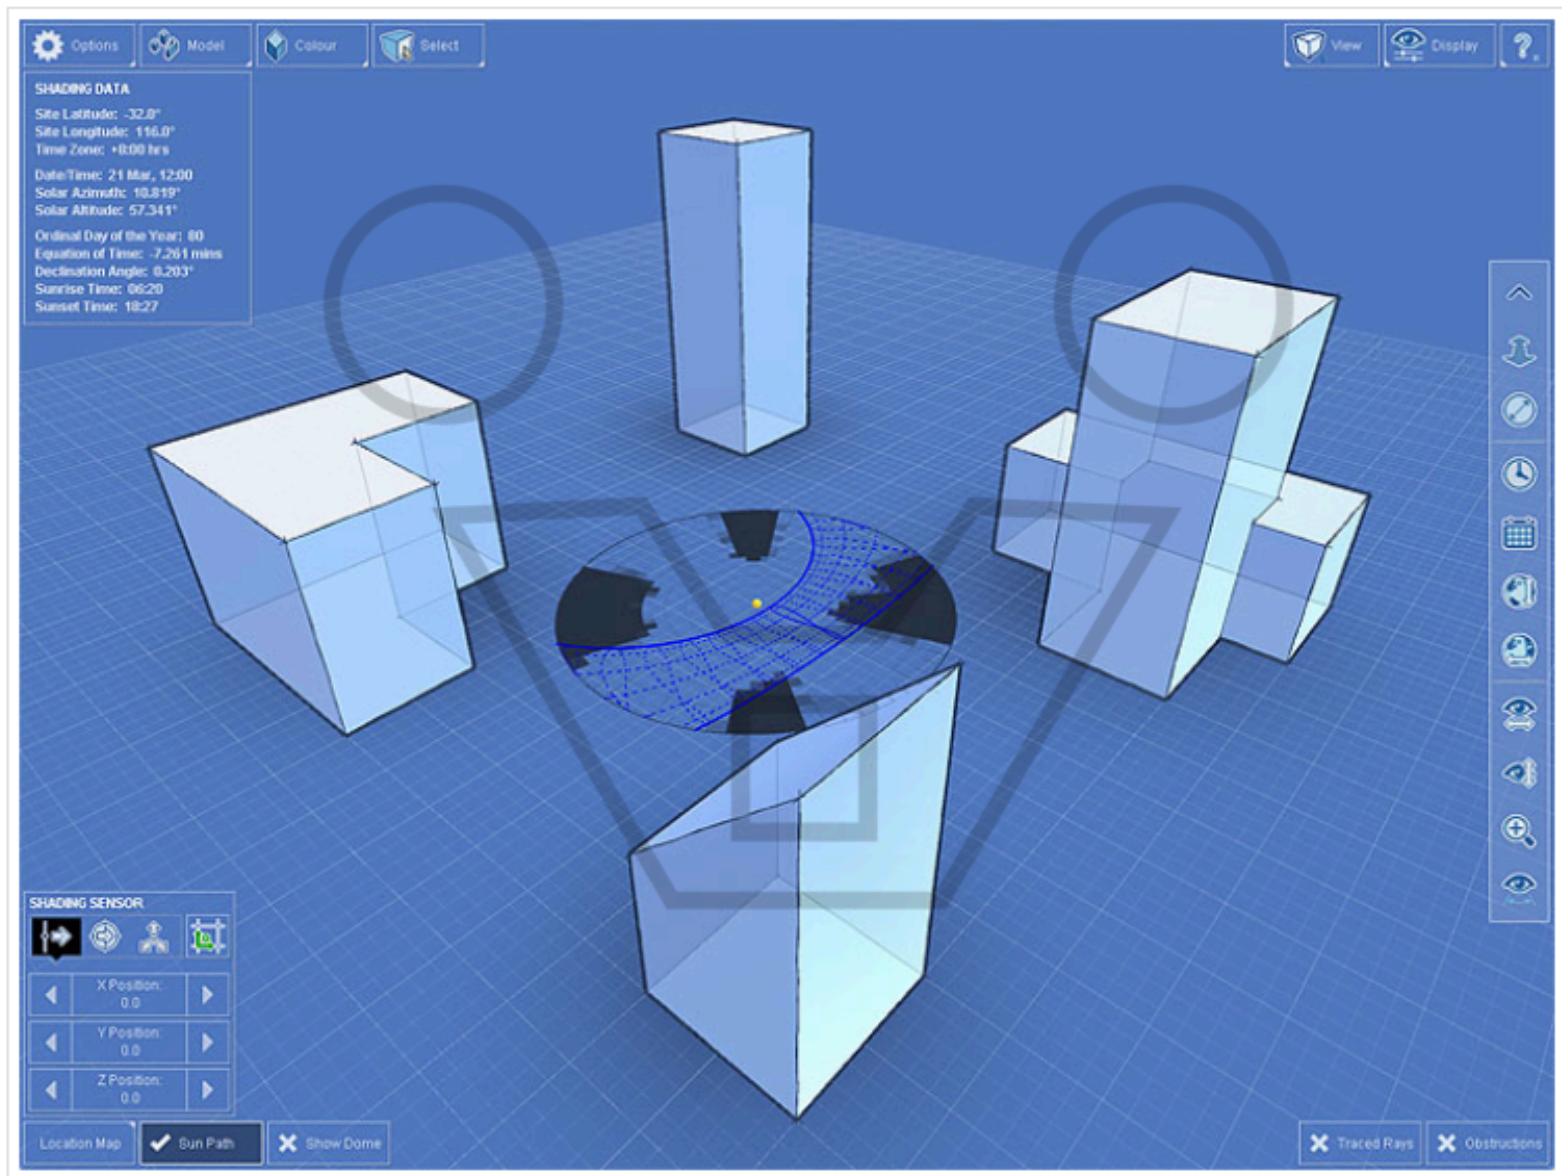 Options
Model
Colour
Select
View
Display
?
SHADING DATA
Site Latitude: -32.0°
Site Longitude: 116.0°
Time Zone: +8:00 hrs
Date/Time: 21 Mar, 12:00
Solar Azimuth: 10.819°
Solar Altitude: 57.341°
Ordinal Day of the Year: 80
Equation of Time: -7.261 mins
Declination Angle: 0.203°
Sunrise Time: 06:20
Sunset Time: 18:27
SHADING SENSOR
X Position:
0.0
Y Position:
0.0
Z Position:
0.0
Location Map
Sun Path
Show Dome
Traced Rays
Obstructions